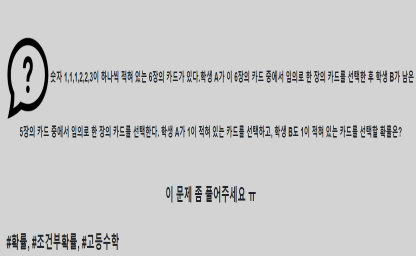 숫자 1,1,1,2,2,3이 하나씩 적혀 있는 6장의 카드가 있다.학생 A가 이 6장의 카드 중에서 임의로 한 장의 카드를 선택한 후 학생 B가 남은
5장의 카드 중에서 임의로 한 장의 카드를 선택한다. 학생 A가 1이 적혀 있는 카드를 선택하고, 학생 B도 1이 적혀 있는 카드를 선택할 확률은?
이 문제 좀 풀어주세요 ㅠ
#확률, #조건부확률, #고등수학